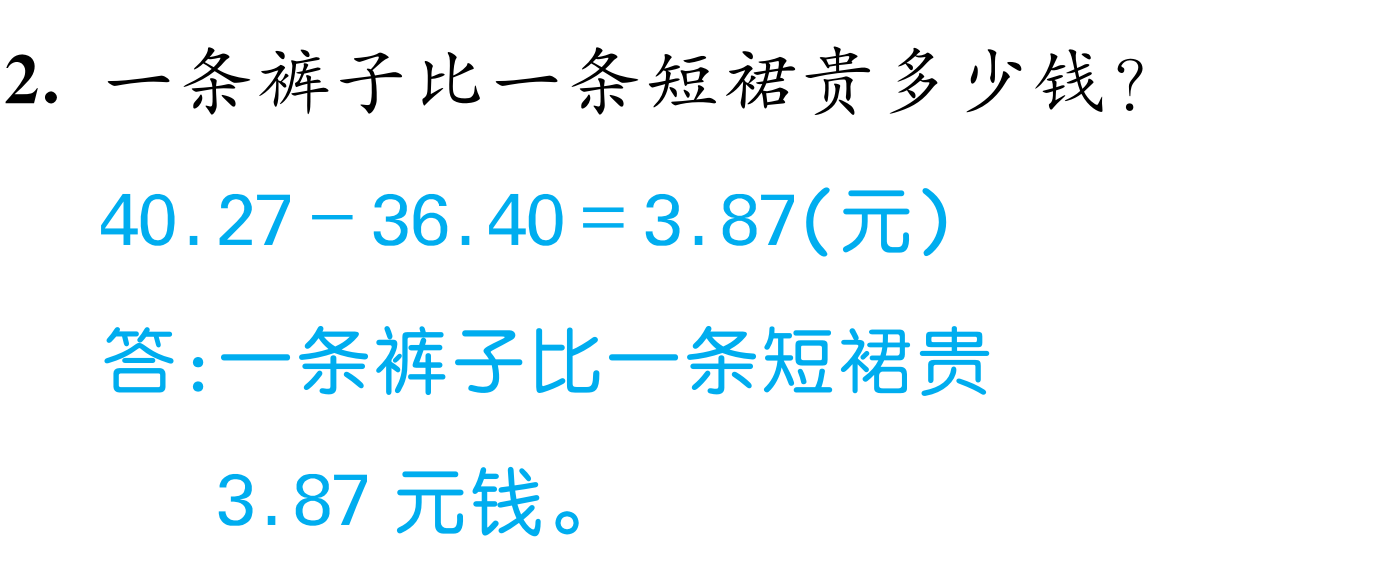 2. 一条裤子比一条短裙贵多少钱?
40.27-36.40=3.87(元)
答:一条裤子比一条短裙贵
3.87 元钱。